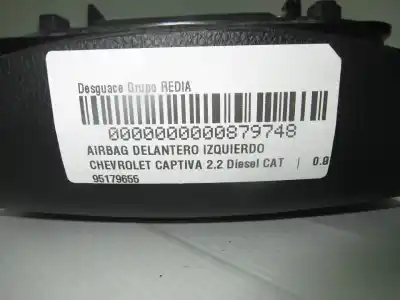 Desguace Grupo REDIA
0000000000879748
AIRBAG DELANTERO IZQUIERDO
CHEVROLET CAPTIVA 2.2 Diesel CAT | 0.8
95179656